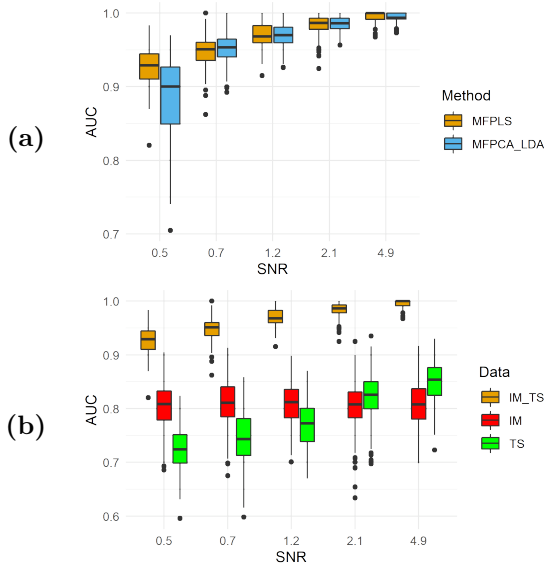 (a)
AUC
1.0
0.9
0.8
0.7
0.5 0.7 1.2 2.1 4.9
SNR
Method
MFPLS
MFPCA_LDA
(b)
AUC
1.0
0.9
0.8
0.7
0.6
0.5 0.7 1.2 2.1 4.9
SNR
Data
IM_TS
IM
TS